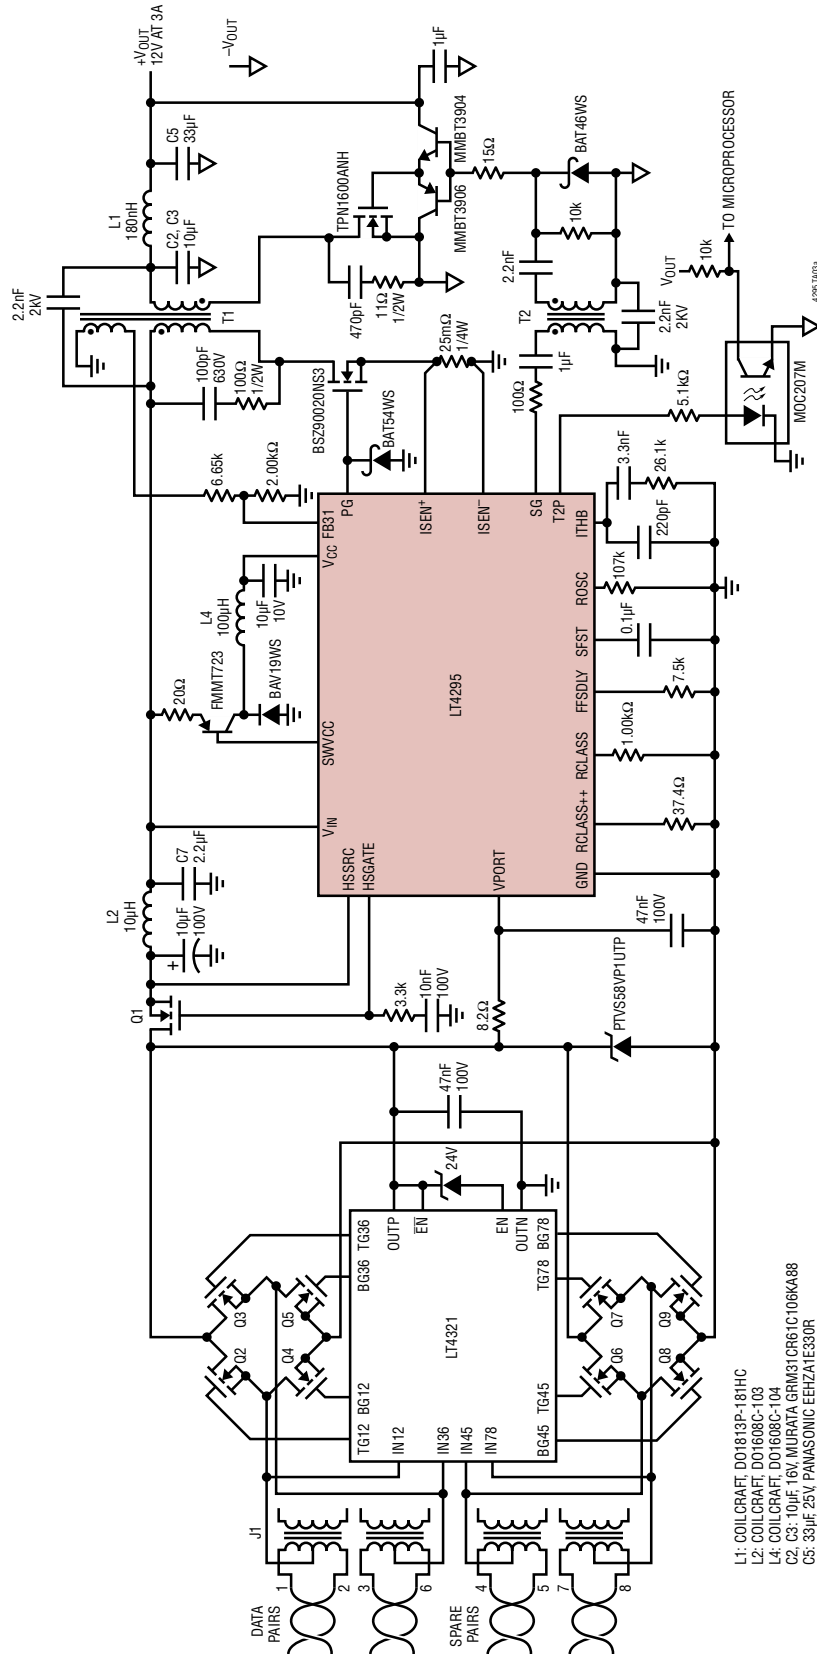 DATA
PAIRS
SPARE
PAIRS
1
2
3
6
4
5
7
8
J1
Q2
Q3
Q4
Q5
Q6
Q7
Q8
Q9
TG12
BG12
BG36
TG36
IN12
IN36
IN45
IN78
LT4321
OUTP
EN
EN
OUTN
BG45
TG45
TG78
BG78
24V
47nF
100V
PTVS58VP1UTP
8.2Ω
47nF
100V
Q1
3.3k
10nF
100V
L2
10µH
+
10µF
100V
C7
2.2µF
HSSRC
HSGATE
VPORT
VIN
SWVCC
VCC
FB31
LT4295
GND
RCLASS++
RCLASS
FFSDLY
SFST
ROSC
ITHB
PG
ISEN+
ISEN–
SG
T2P
37.4Ω
1.00kΩ
7.5k
0.1µF
107k
220pF
3.3nF
26.1k
20Ω
FMMT723
BAV19WS
L4
100µH
10µF
10V
6.65k
2.00kΩ
100pF
630V
100Ω
1/2W
BSZ90020NS3
BAT54WS
25mΩ
1/4W
2.2nF
2kV
T1
C2, C3
10µF
L1
180nH
C5
33µF
+VOUT
12V AT 3A
–VOUT
470pF
11Ω
1/2W
TPN1600ANH
MMBT3906
MMBT3904
1µF
15Ω
100Ω
1µF
T2
2.2nF
10k
BAT46WS
2.2nF
2KV
5.1kΩ
MOC207M
VOUT
10k
TO MICROPROCESSOR
4295 TA03a
L1: COILCRAFT, DO1813P-181HC
L2: COILCRAFT, DO1608C-103
L4: COILCRAFT, DO1608C-104
C2, C3: 10µF, 16V, MURATA GRM31CR61C106KA88
C5: 33µF, 25V, PANASONIC EEHZA1E330R